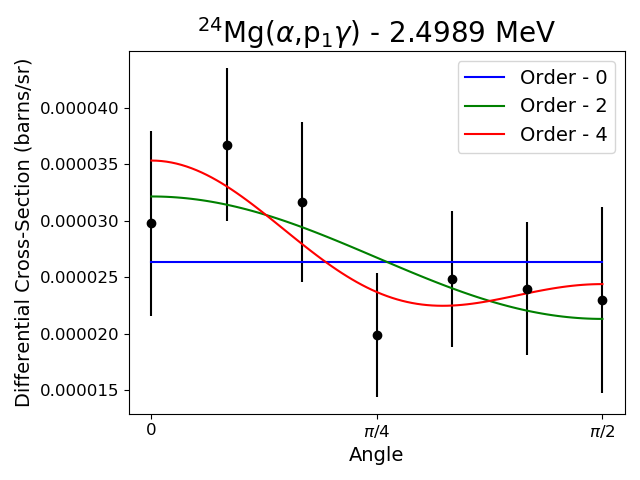 ²⁴Mg(α,p₁γ) - 2.4989 MeV
Order - 0
Order - 2
Order - 4
Differential Cross-Section (barns/sr)
0.000040
0.000035
0.000030
0.000025
0.000020
0.000015
0
π/4
π/2
Angle